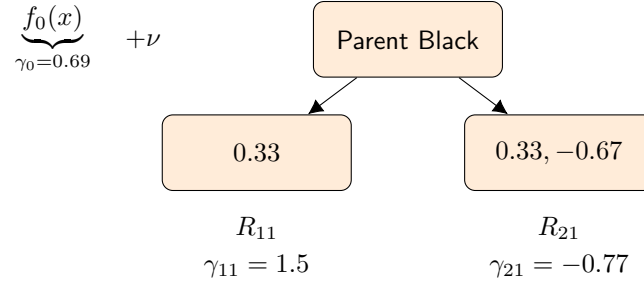 f₀(x) +ν Parent Black
γ₀=0.69
0.33 0.33, −0.67
R₁₁ R₂₁
γ₁₁ = 1.5 γ₂₁ = −0.77